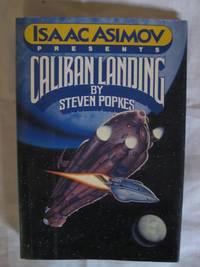 ISAAC ASIMOV
PRESENTS
CALIBAN LANDING
BY
STEVEN POPKES